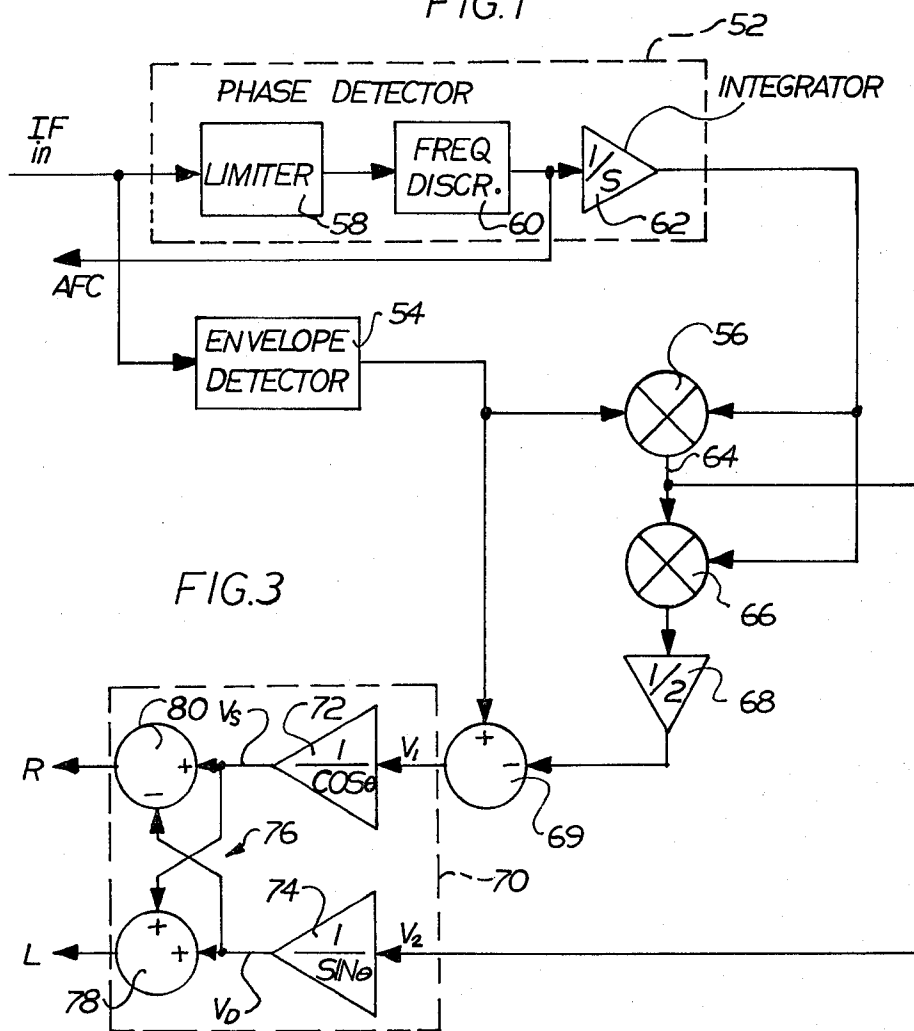 FIG.1
52
PHASE DETECTOR
INTEGRATOR
IF
in
LIMITER
58
FREQ
DISCR.
60
1/S
62
AFC
ENVELOPE
DETECTOR
54
56
64
66
FIG.3
1/2
68
80
VS
72
1
COSθ
V1
+
-
69
R
+
-
76
70
74
L
+
+
78
VD
1
SINθ
V2